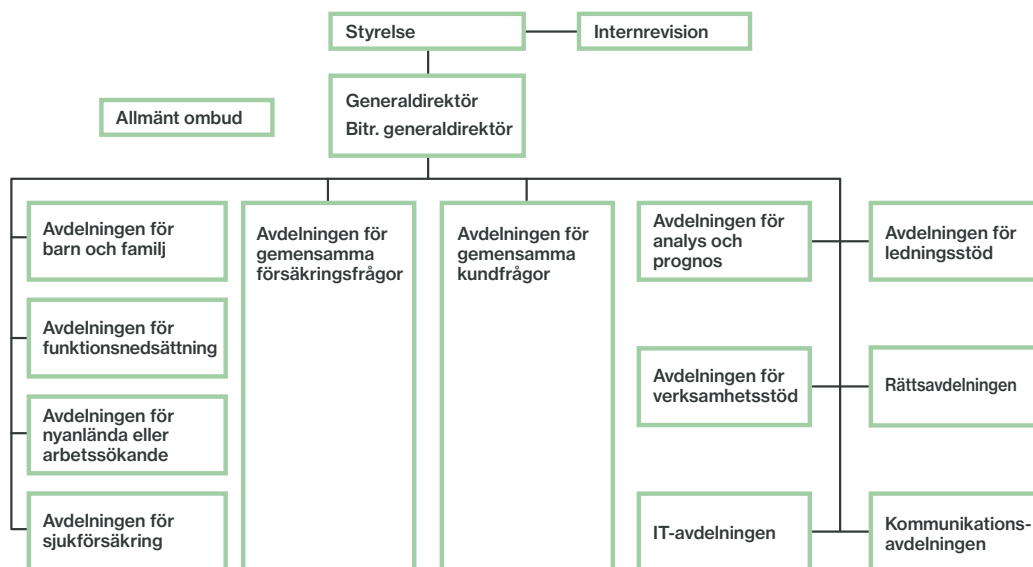 Styrelse
Internrevision
Generaldirektör
Bitr. generaldirektör
Allmänt ombud
Avdelningen för
barn och familj
Avdelningen för
funktionsnedsättning
Avdelningen för
nyanlända eller
arbetssökande
Avdelningen för
sjukförsäkring
Avdelningen för
gemensamma
försäkringsfrågor
Avdelningen för
gemensamma
kundfrågor
Avdelningen för
analys och
prognos
Avdelningen för
verksamhetsstöd
IT-avdelningen
Avdelningen för
ledningsstöd
Rättsavdelningen
Kommunikations-
avdelningen